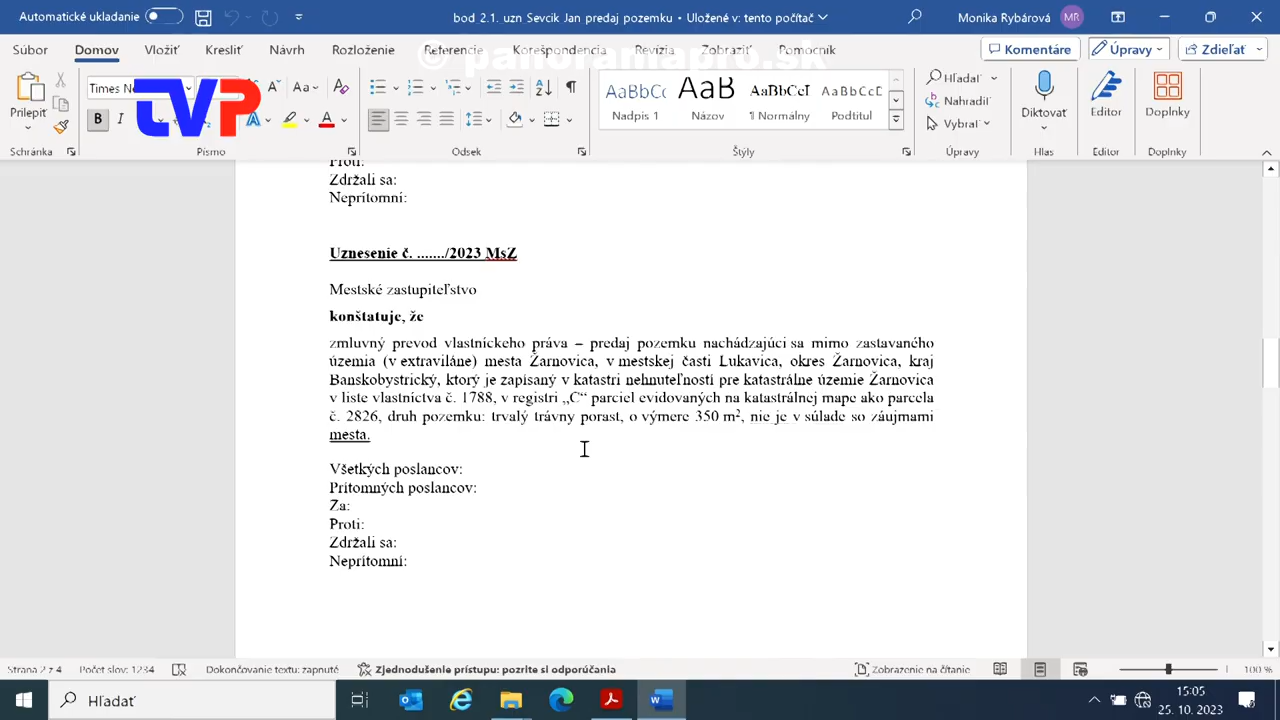 Automatické ukladanie
bod 2.1. uzn Sevcik Jan predaj pozemku • Uložené v: tento počítač
Monika Rybárová MR
Súbor Domov Vložiť Kresliť Návrh Rozloženie Referencie Korešpondencia Revízia Zobraziť Pomocník
© panoramapro.sk
Komentáre Úpravy Zdieľať
Prilepiť
Times Ne
TVP
B I
Aa
AaBbCc AaB AaBbCcI AaBbCcD
Nadpis 1 Názov ¶ Normálny Podtitul
Hľadať
Nahradiť
Vybrať
Diktovať Editor Doplnky
Schránka Písmo Odsek Štýly Úpravy Hlas Editor Doplnky
Proti:
Zdržali sa:
Neprítomní:
Uznesenie č. ......./2023 MsZ
Mestské zastupiteľstvo
konštatuje, že
zmluvný prevod vlastníckeho práva – predaj pozemku nachádzajúci sa mimo zastavaného
územia (v extraviláne) mesta Žarnovica, v mestskej časti Lukavica, okres Žarnovica, kraj
Banskobystrický, ktorý je zapísaný v katastri nehnuteľností pre katastrálne územie Žarnovica
v liste vlastníctva č. 1788, v registri „C“ parciel evidovaných na katastrálnej mape ako parcela
č. 2826, druh pozemku: trvalý trávny porast, o výmere 350 m², nie je v súlade so záujmami
mesta.
Všetkých poslancov:
Prítomných poslancov:
Za:
Proti:
Zdržali sa:
Neprítomní:
Strana 2 z 4 Počet slov: 1234 Dokončovanie textu: zapnuté Zjednodušenie prístupu: pozrite si odporúčania Zobrazenie na čítanie 100 %
Hľadať
15:05
25. 10. 2023